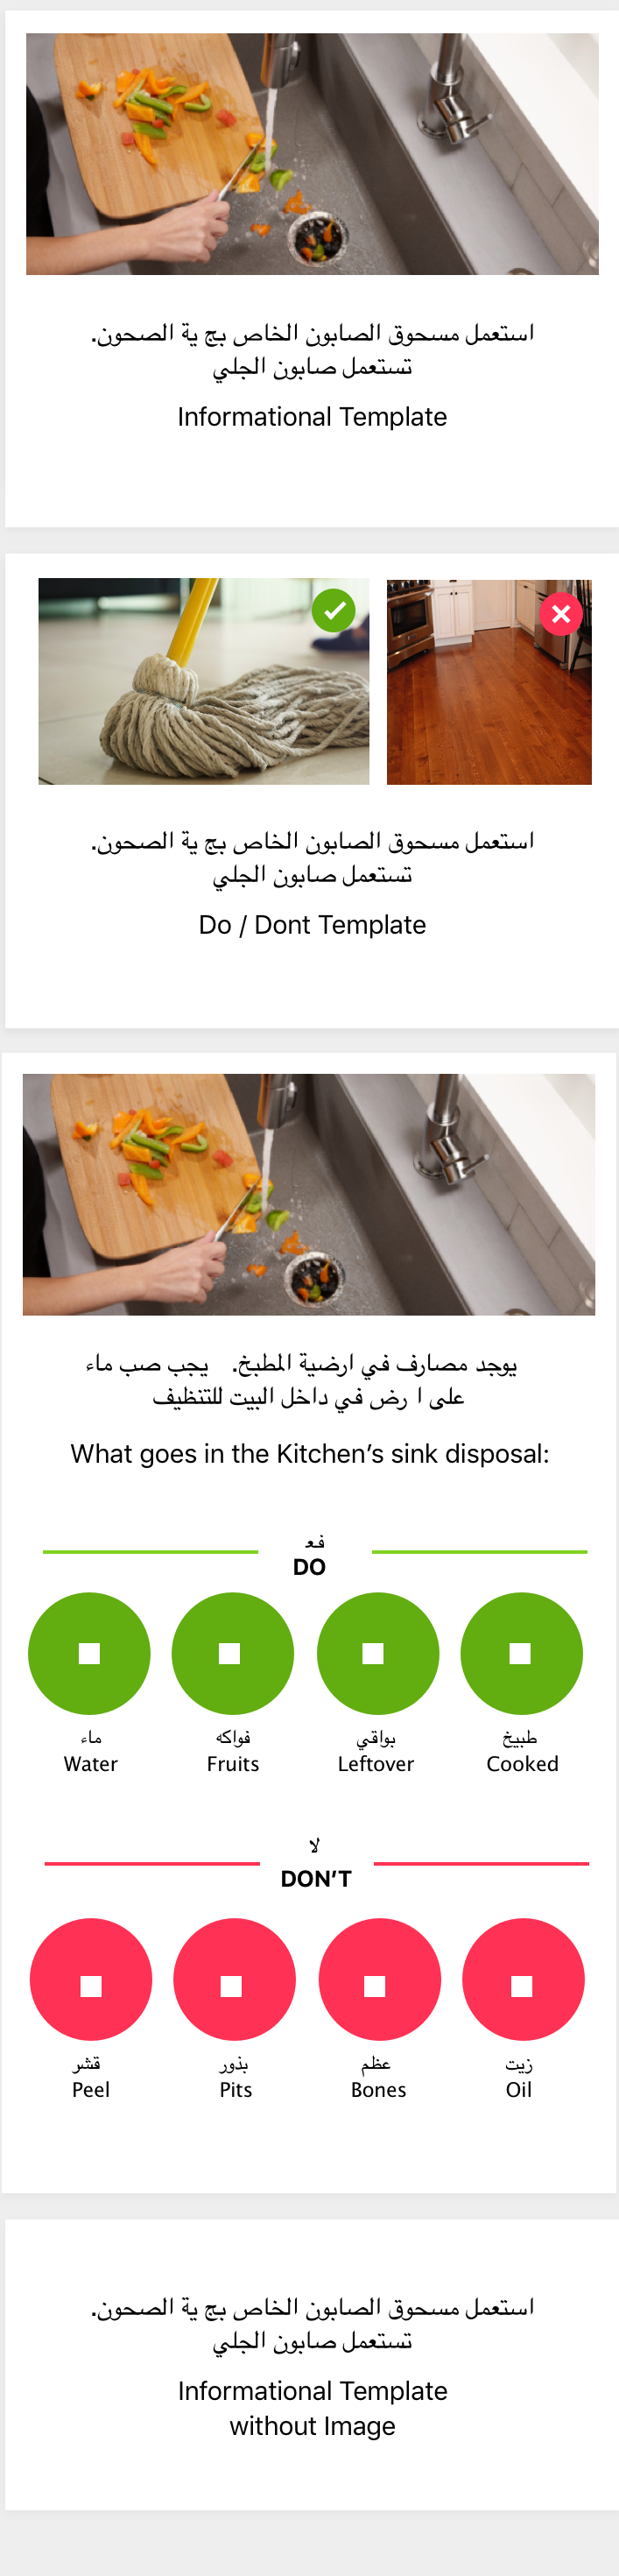 استعمل مسحوق الصابون الخاص بج ية الصحون.
تستعمل صابون الجلي
Informational Template
استعمل مسحوق الصابون الخاص بج ية الصحون.
تستعمل صابون الجلي
Do / Dont Template
يوجد مصارف في ارضية المطبخ. يجب صب ماء
على ا رض في داخل البيت للتنظيف
What goes in the Kitchen’s sink disposal:
فعـ
DO
ماء
فواكه
بواقي
طبيخ
Water
Fruits
Leftover
Cooked
لا
DON’T
قشر
بذور
عظم
زيت
Peel
Pits
Bones
Oil
استعمل مسحوق الصابون الخاص بج ية الصحون.
تستعمل صابون الجلي
Informational Template
without Image